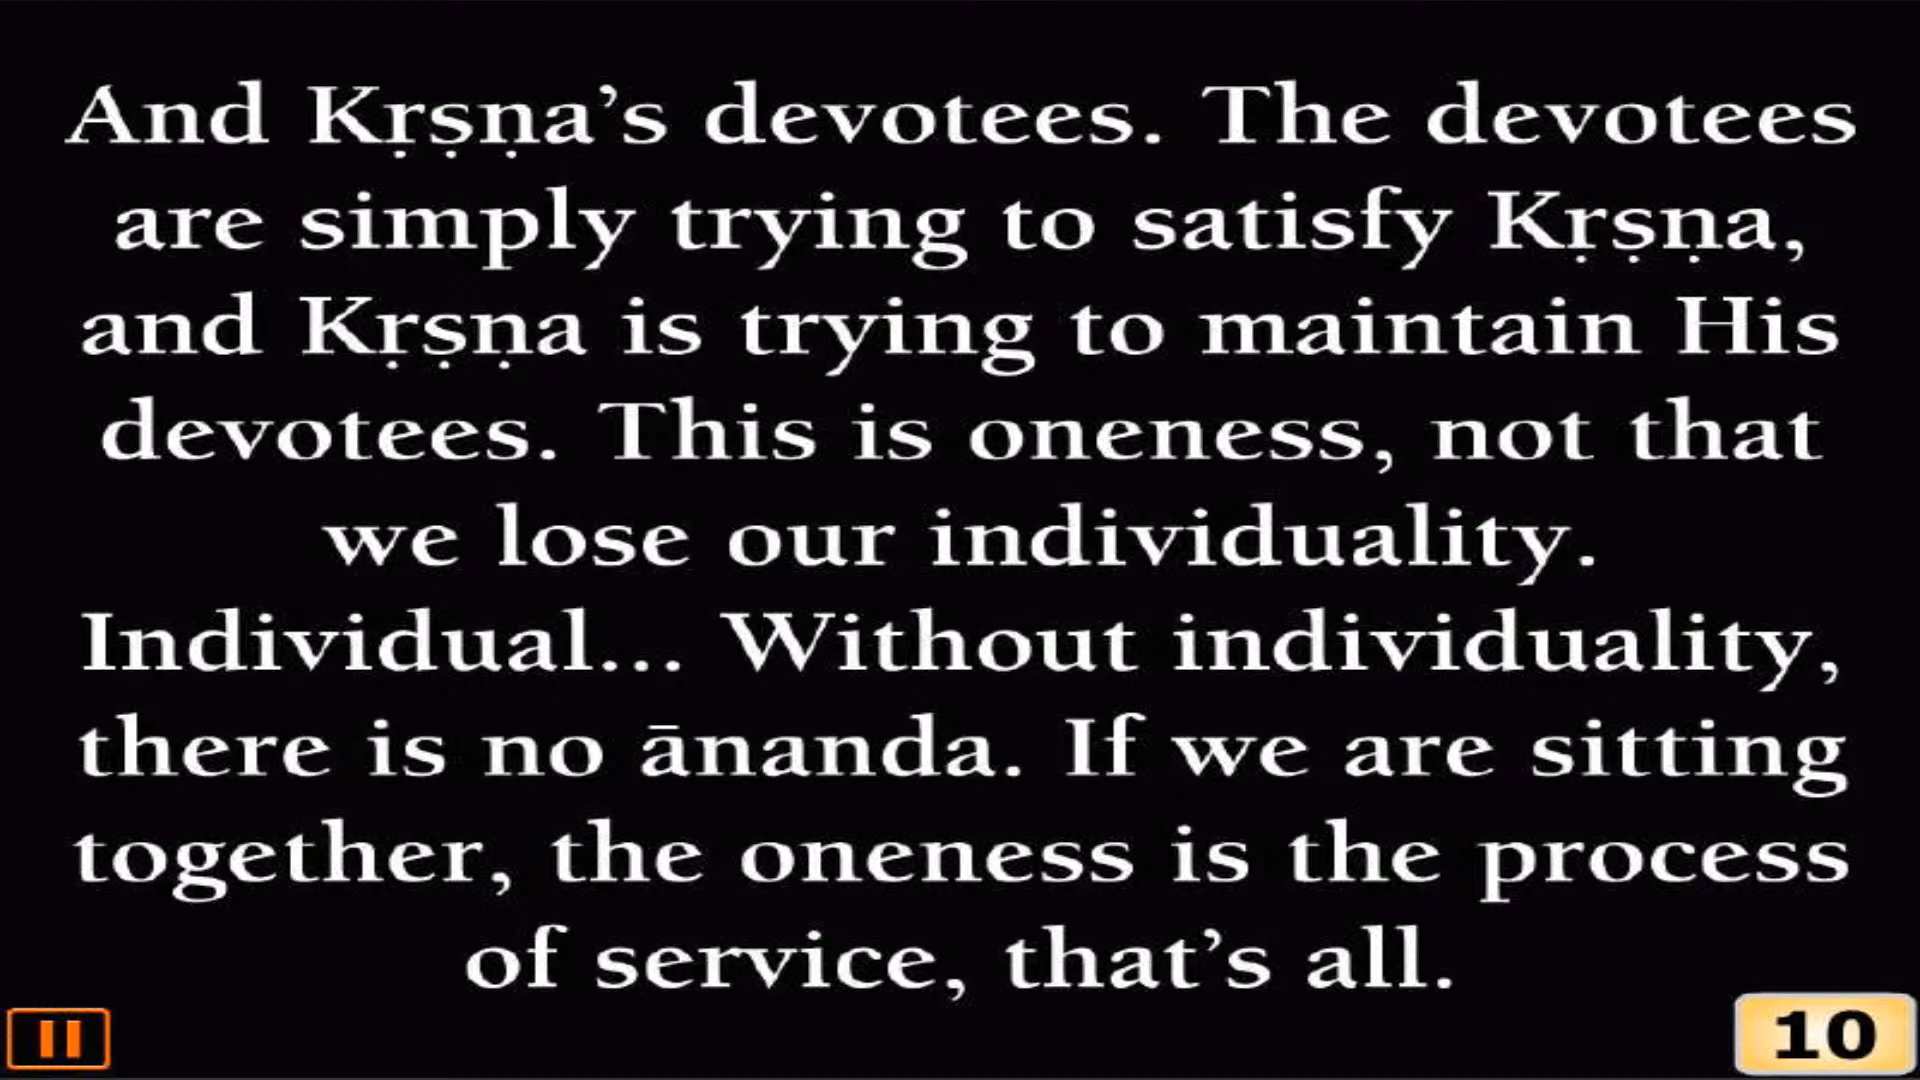 And Kṛṣṇa’s devotees. The devotees
are simply trying to satisfy Kṛṣṇa,
and Kṛṣṇa is trying to maintain His
devotees. This is oneness, not that
we lose our individuality.
Individual... Without individuality,
there is no ānanda. If we are sitting
together, the oneness is the process
of service, that’s all.
10